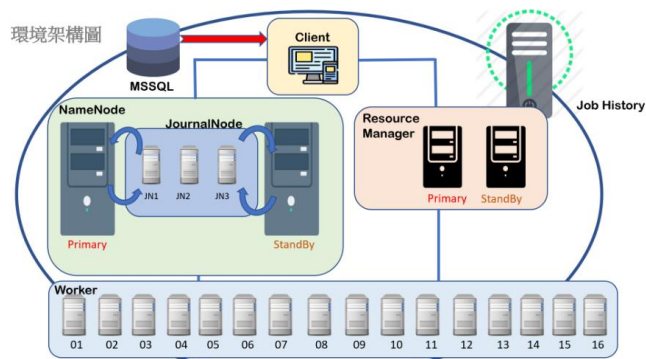 環境架構圖
MSSQL
Client
Job History
NameNode
JournalNode
JN1 JN2 JN3
Primary
StandBy
Resource
Manager
Primary StandBy
Worker
01 02 03 04 05 06 07 08 09 10 11 12 13 14 15 16